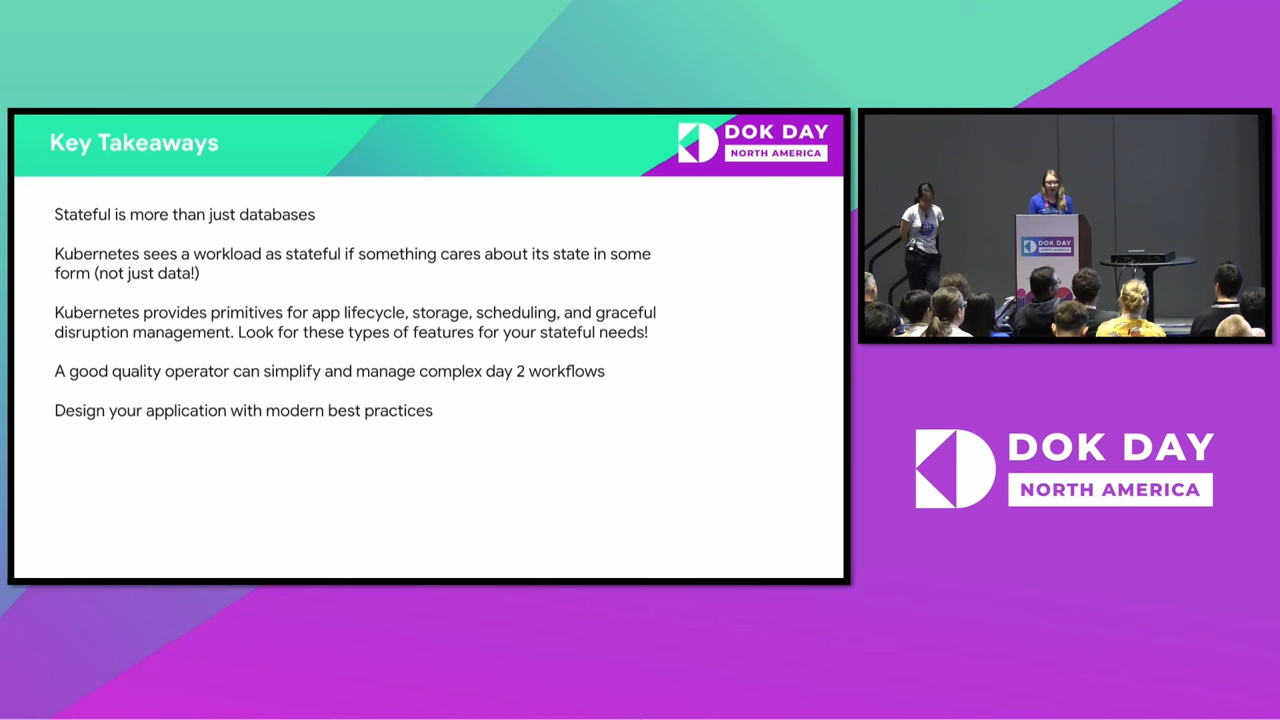 Key Takeaways
DOK DAY
NORTH AMERICA
Stateful is more than just databases
Kubernetes sees a workload as stateful if something cares about its state in some
form (not just data!)
Kubernetes provides primitives for app lifecycle, storage, scheduling, and graceful
disruption management. Look for these types of features for your stateful needs!
A good quality operator can simplify and manage complex day 2 workflows
Design your application with modern best practices
DOK DAY
DOK DAY
NORTH AMERICA